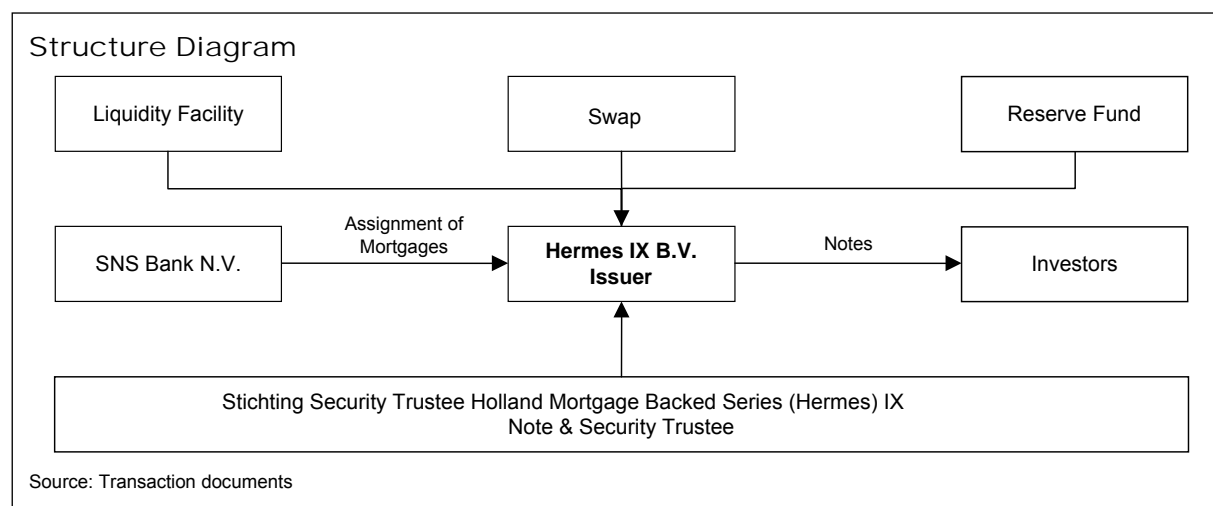 Structure Diagram
Liquidity Facility
Swap
Reserve Fund
SNS Bank N.V.
Assignment of
Mortgages
Hermes IX B.V.
Issuer
Notes
Investors
Stichting Security Trustee Holland Mortgage Backed Series (Hermes) IX
Note & Security Trustee
Source: Transaction documents